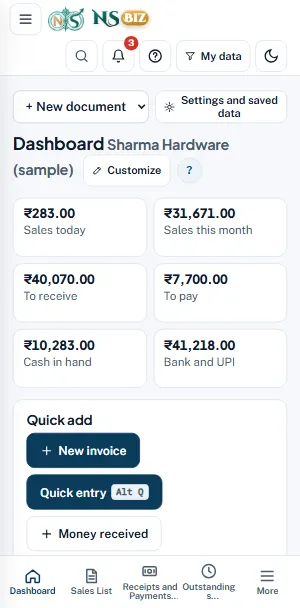 NS NS BIZ
3
My data
+ New document
Settings and saved
data
Dashboard Sharma Hardware
(sample) Customize ?
₹283.00 ₹31,671.00
Sales today Sales this month
₹40,070.00 ₹7,700.00
To receive To pay
₹10,283.00 ₹41,218.00
Cash in hand Bank and UPI
Quick add
+ New invoice
Quick entry Alt Q
+ Money received
Dashboard Sales List Receipts and Payments... Outstanding s... More